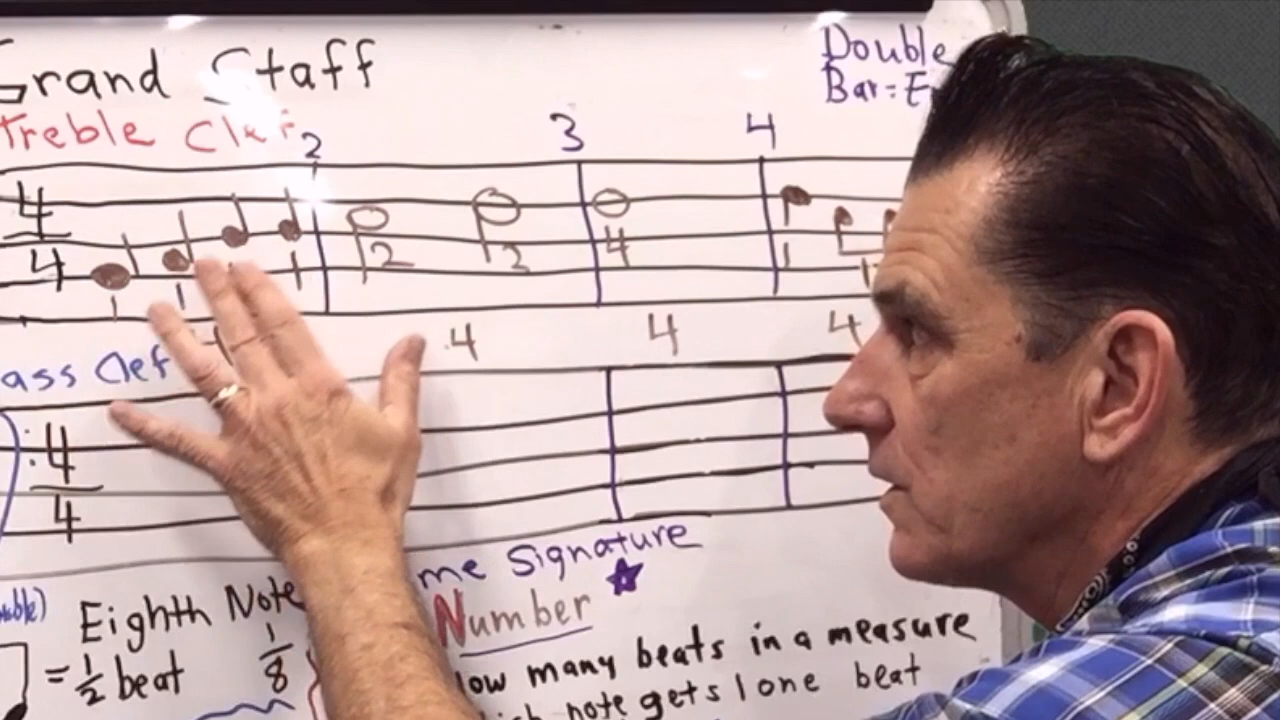 Grand Staff
Double
Bar = E
Treble Clef
2 3 4
4
4
2 2 4 1
1 1 1
4 4 4
ass Clef
4
4
me Signature
Number
Eighth Note
= 1/2 beat 1/8
ow many beats in a measure
note gets 1 one beat